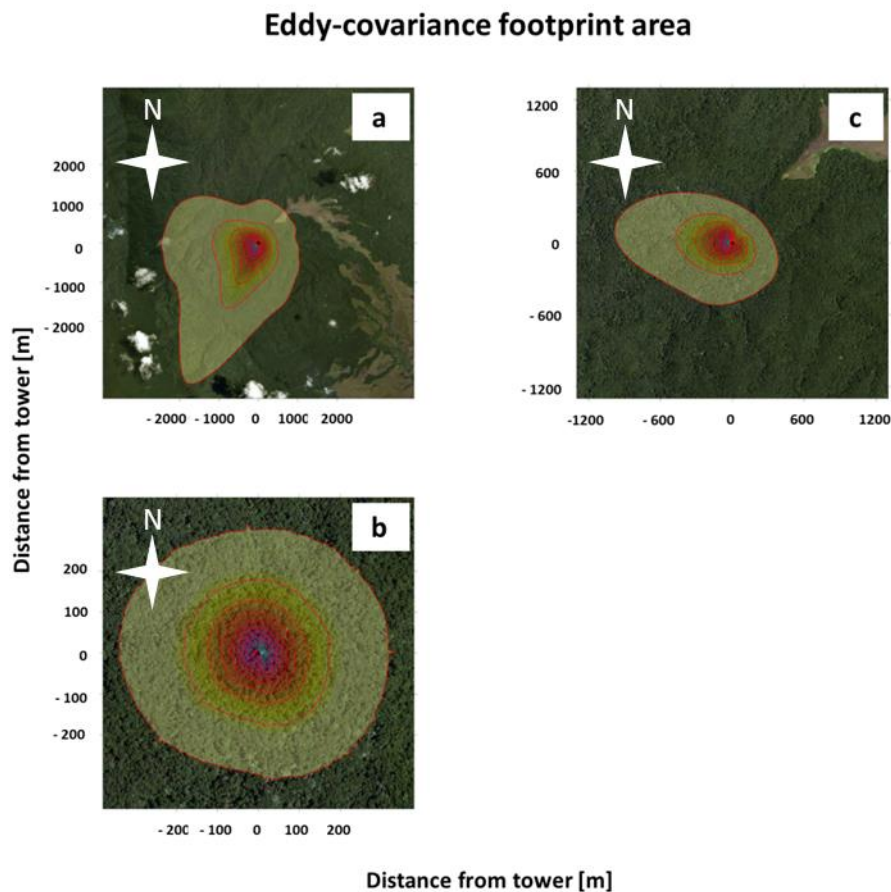 Eddy-covariance footprint area
N
a
2000
1000
0
- 1000
- 2000
- 2000 - 1000 0 1000 2000
N
c
1200
600
0
- 600
- 1200
-1200 - 600 0 600 1200
Distance from tower [m]
N
b
200
100
0
- 100
- 200
- 200 - 100 0 100 200
Distance from tower [m]